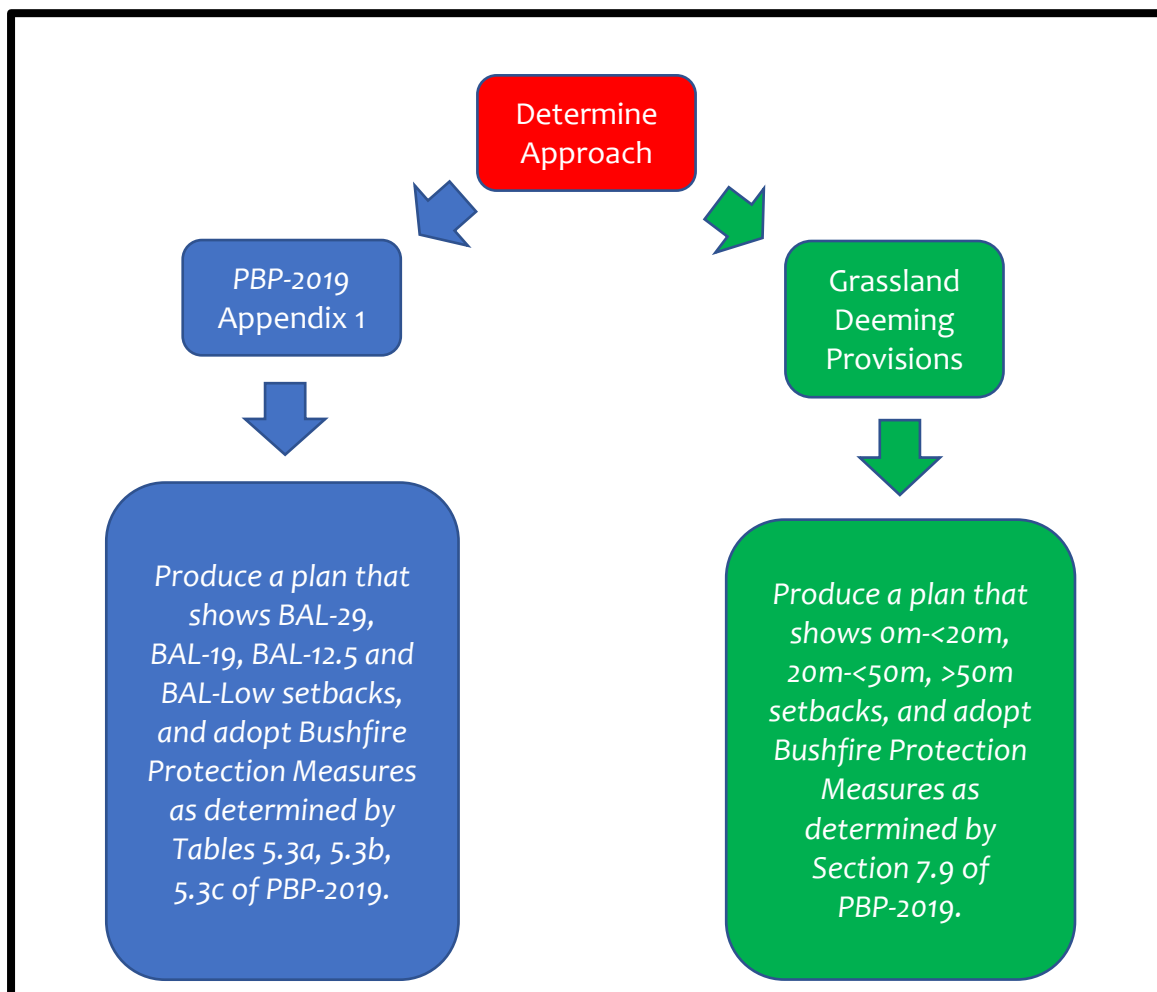 Determine
Approach
PBP-2019
Appendix 1
Grassland
Deeming
Provisions
Produce a plan that
shows BAL-29,
BAL-19, BAL-12.5 and
BAL-Low setbacks,
and adopt Bushfire
Protection Measures
as determined by
Tables 5.3a, 5.3b,
5.3c of PBP-2019.
Produce a plan that
shows 0m-<20m,
20m-<50m, >50m
setbacks, and adopt
Bushfire Protection
Measures as
determined by
Section 7.9 of
PBP-2019.